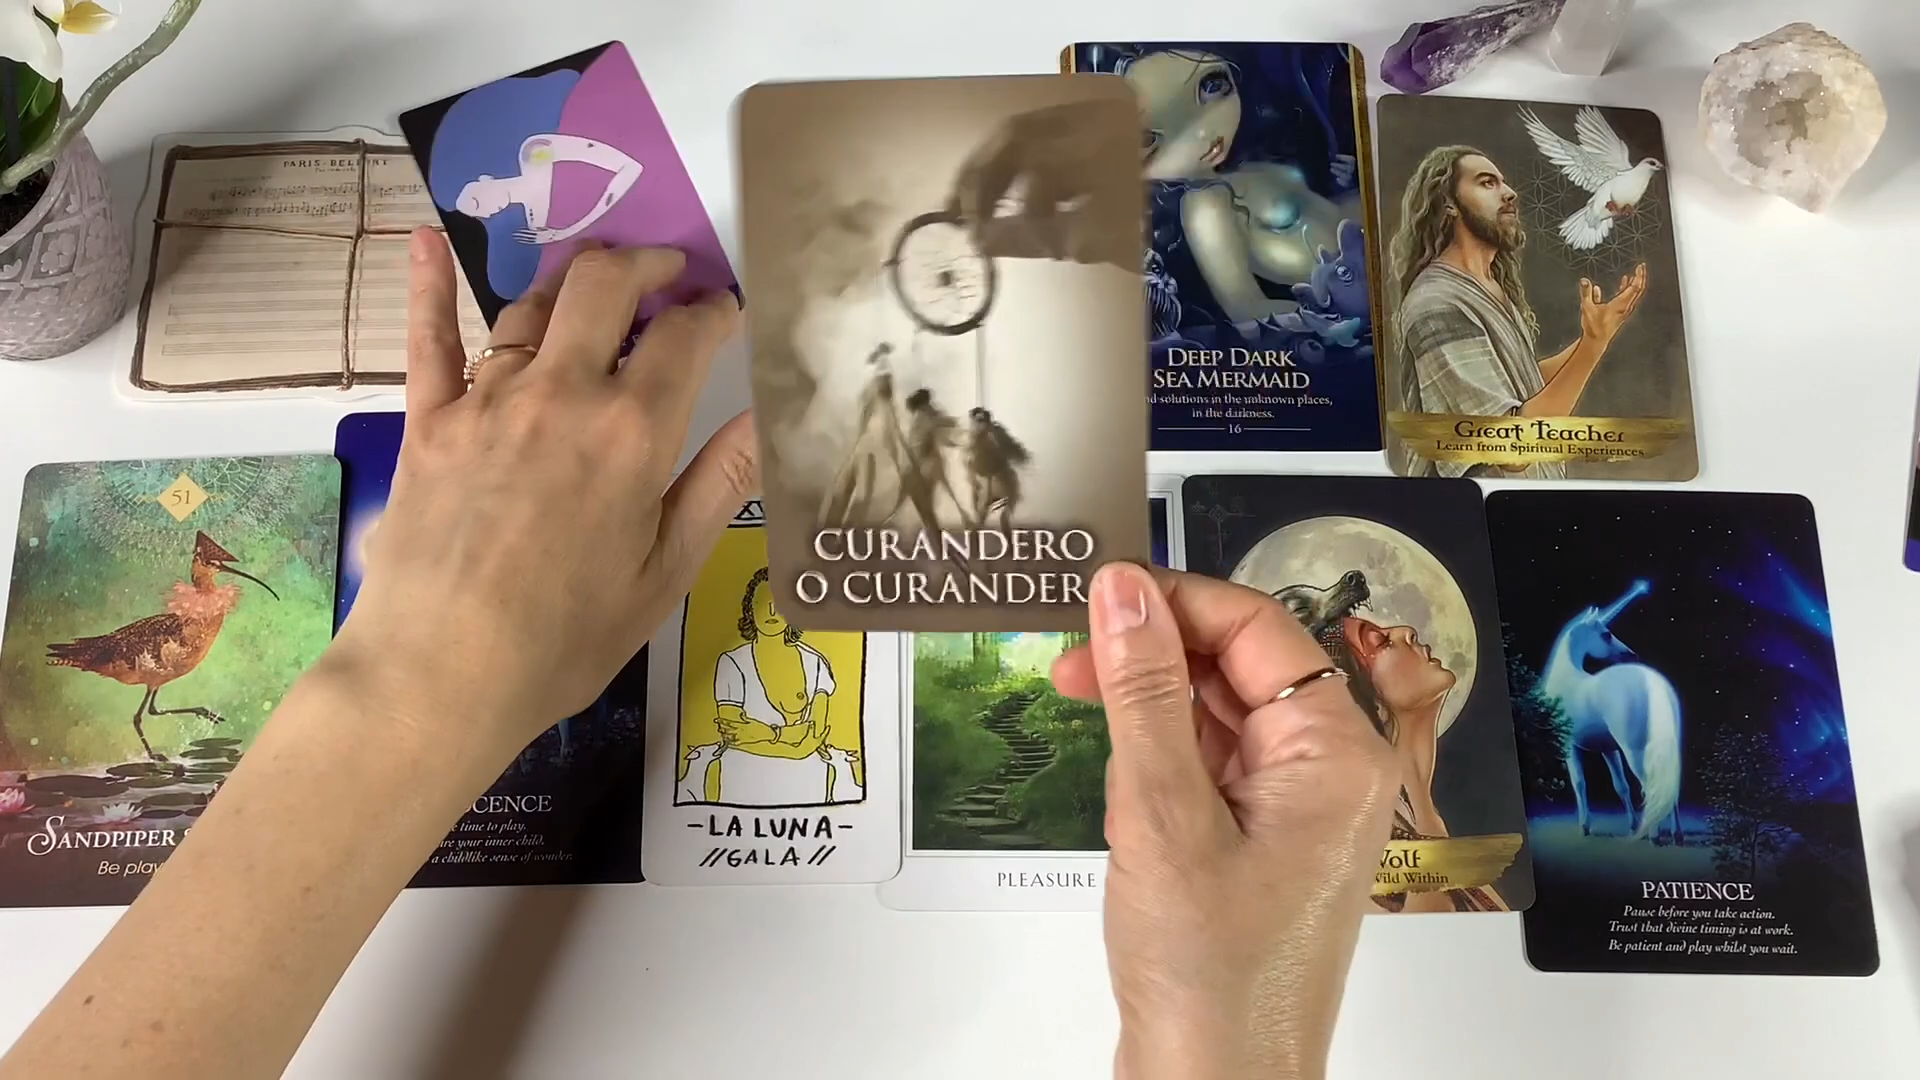 PARIS-BELFORT
CURANDERO
O CURANDER
DEEP DARK
SEA MERMAID
solutions in the unknown places,
in the darkness.
16
Great Teacher
Learn from Spiritual Experiences
51
SANDPIPER
Be play
SCENCE
time to play.
your inner child.
a childlike sense of wonder.
XV
-LA LUNA-
//GALA//
PLEASURE
Wolf
Wild Within
PATIENCE
Pause before you take action.
Trust that divine timing is at work.
Be patient and play whilst you wait.